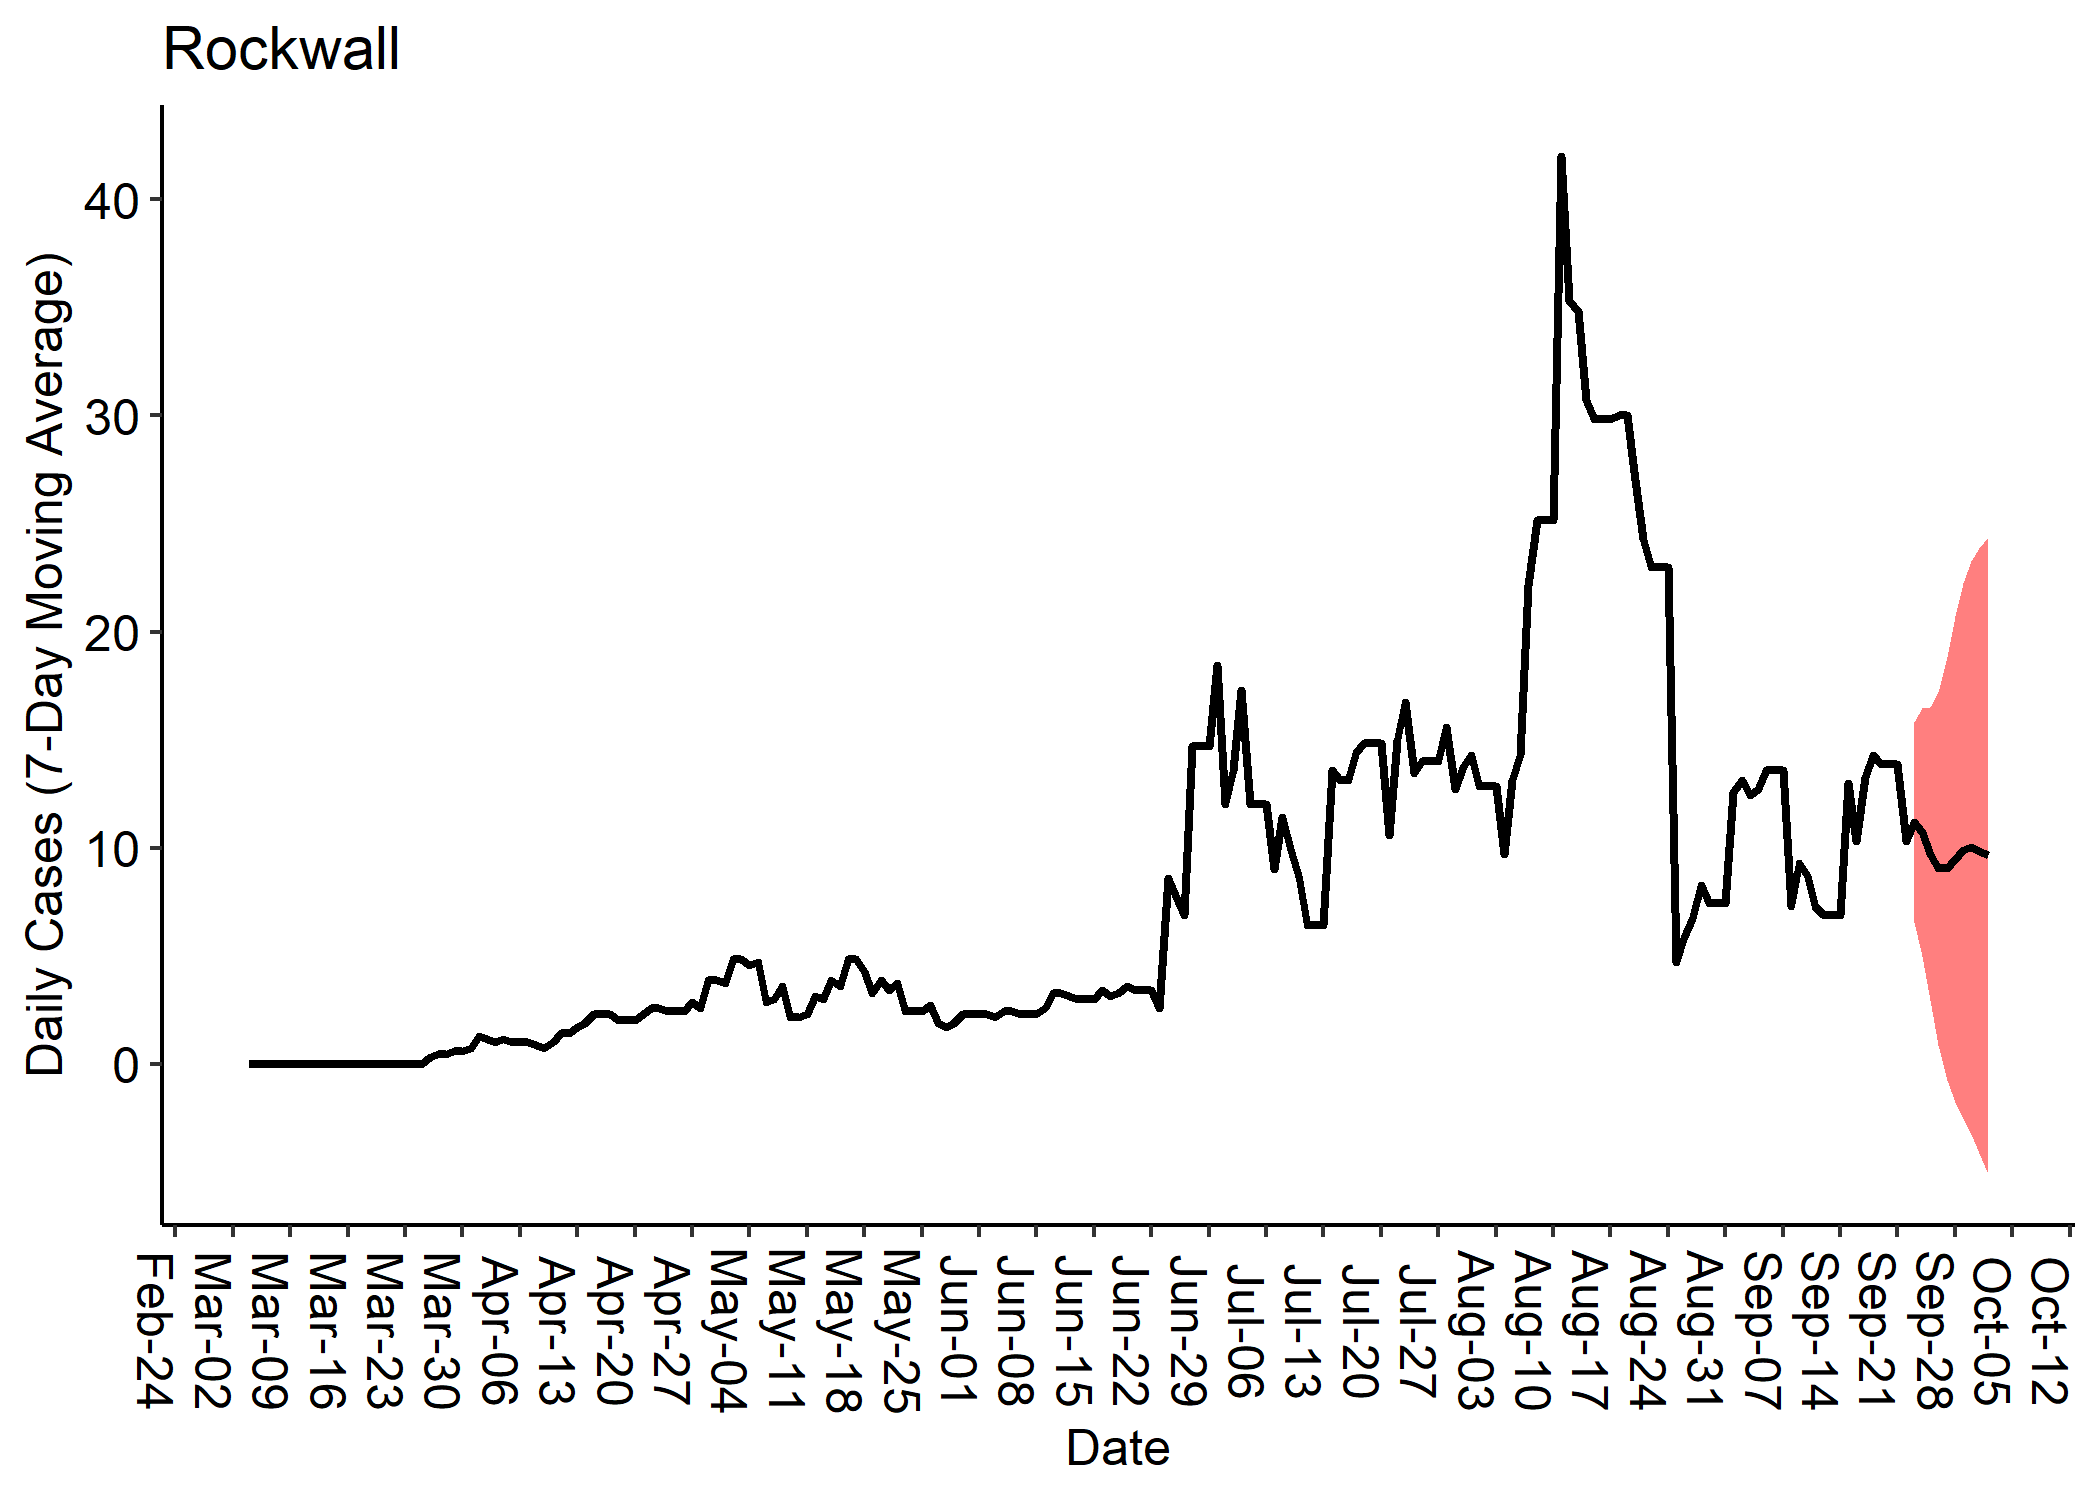 Rockwall
Daily Cases (7-Day Moving Average)
40
30
20
10
0
Feb-24
Mar-02
Mar-09
Mar-16
Mar-23
Mar-30
Apr-06
Apr-13
Apr-20
Apr-27
May-04
May-11
May-18
May-25
Jun-01
Jun-08
Jun-15
Jun-22
Jun-29
Jul-06
Jul-13
Jul-20
Jul-27
Aug-03
Aug-10
Aug-17
Aug-24
Aug-31
Sep-07
Sep-14
Sep-21
Sep-28
Oct-05
Oct-12
Date